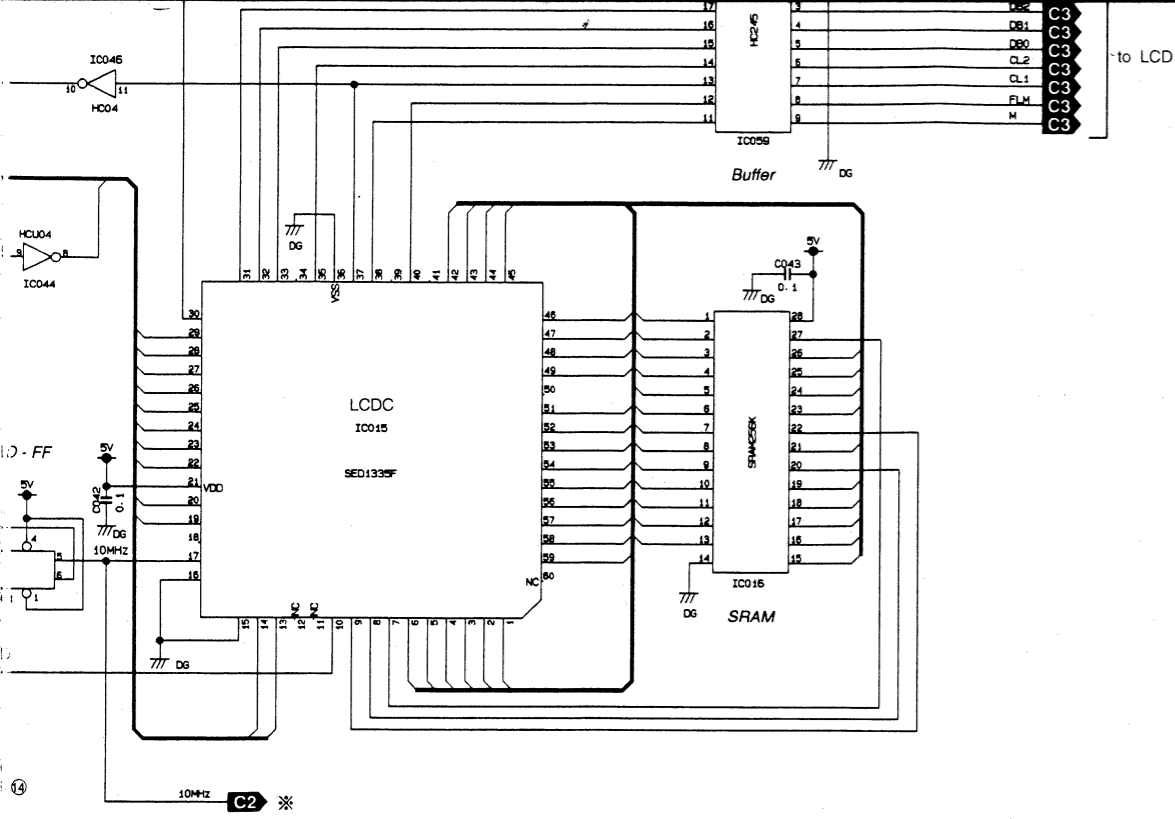 17 3 DB2 C3
16 HC245 4 DB1 C3
15 5 DB0 C3
14 6 CL2 C3
13 7 CL1 C3
12 8 FLM C3
11 9 M C3
to LCD
IC059
Buffer
DG
IC046
10 11
HC04
HCU04
9 8
IC044
DG
31 32 33 34 35 36 37 38 39 40 41 42 43 44 45
VSS
5V
C043
0.1
DG
30 46 1 28
29 47 2 27
28 48 3 26
27 49 4 25
26 50 5 24
25 51 6 23
24 52 7 22
23 53 8 21
22 54 9 20
21 VDD 55 10 19
20 56 11 18
19 57 12 17
18 58 13 16
17 59 14 15
16 NC 60
LCDC
IC015
SED1335F
SRAM256K
IC016
SRAM
DG
D - FF
5V
5V
C042
0.1
DG
10MHz
4
5
6
1
NC NC
15 14 13 12 11 10 9 8 7 6 5 4 3 2 1
DG
14
10MHz C2 ※